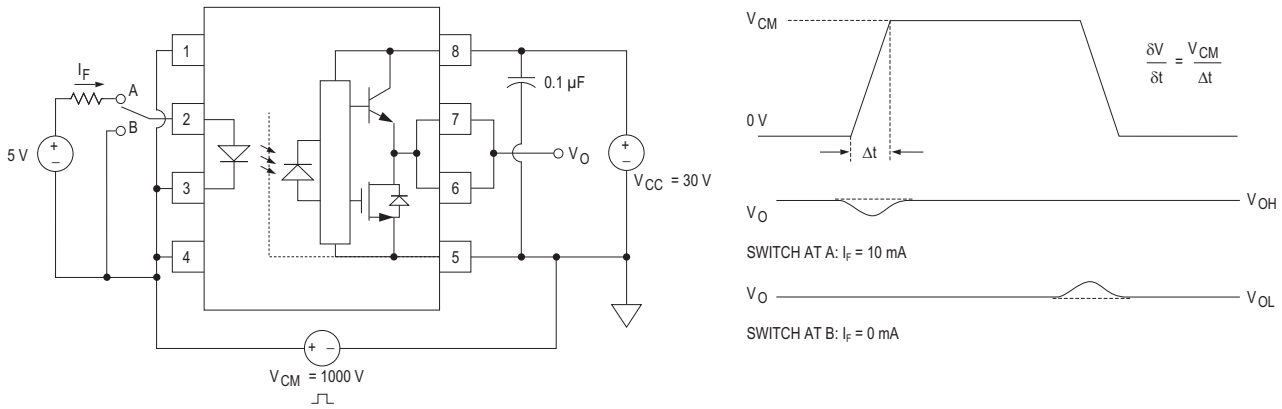 1
8
I_F
A
0.1 µF
2
7
B
5 V
+
−
V_O
+
−
3
6
V_CC = 30 V
4
5
+ −
V_CM = 1000 V
V_CM
δV/δt = V_CM/Δt
0 V
Δt
V_O
V_OH
SWITCH AT A: I_F = 10 mA
V_O
V_OL
SWITCH AT B: I_F = 0 mA